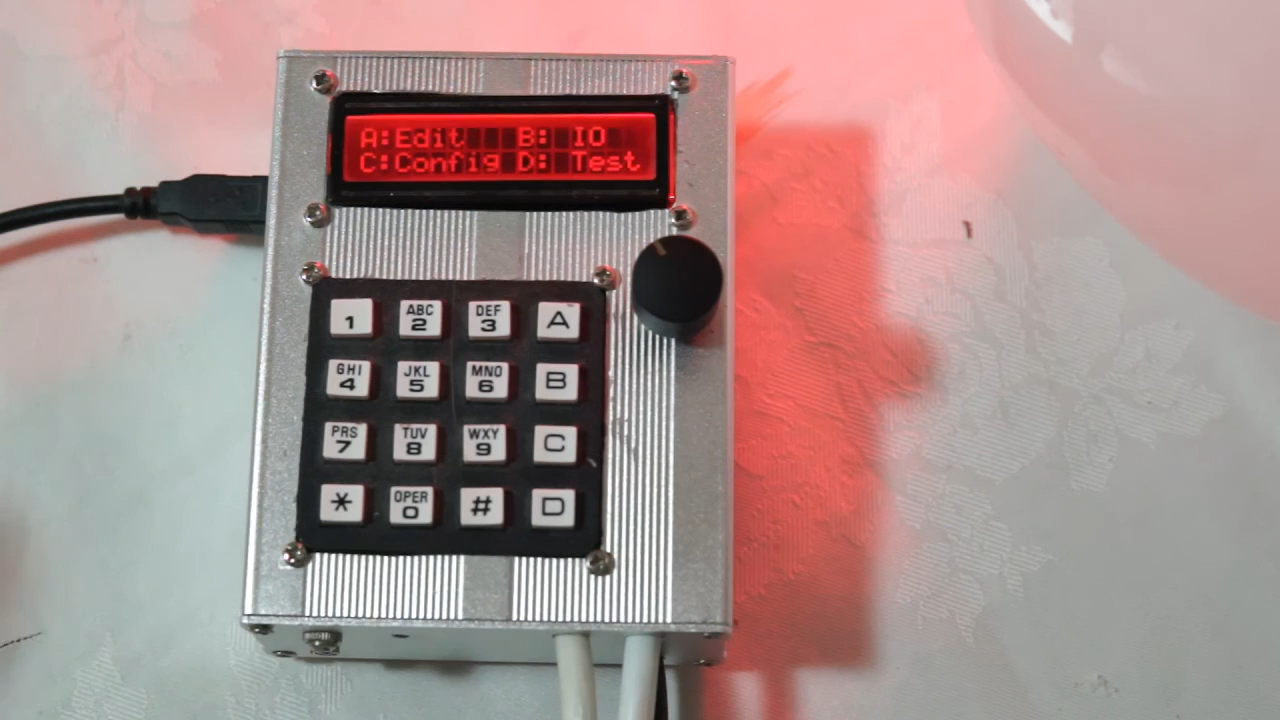 A:Edit B: IO
C:Config D: Test
1 ABC 2 DEF 3 A
GHI 4 JKL 5 MNO 6 B
PRS 7 TUV 8 WXY 9 C
* OPER 0 # D